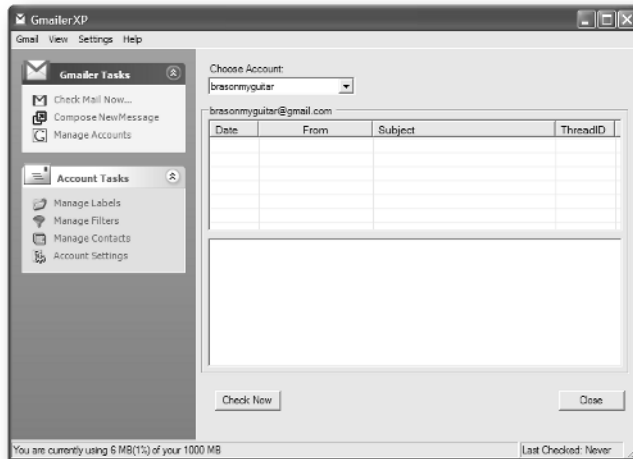 GmailerXP
Gmail View Settings Help
Gmailer Tasks
Check Mail Now...
Compose NewMessage
Manage Accounts
Account Tasks
Manage Labels
Manage Filters
Manage Contacts
Account Settings
Choose Account:
brasonmyguitar
brasonmyguitar@gmail.com
Date From Subject ThreadID
Check Now Close
You are currently using 6 MB(1%) of your 1000 MB Last Checked: Never